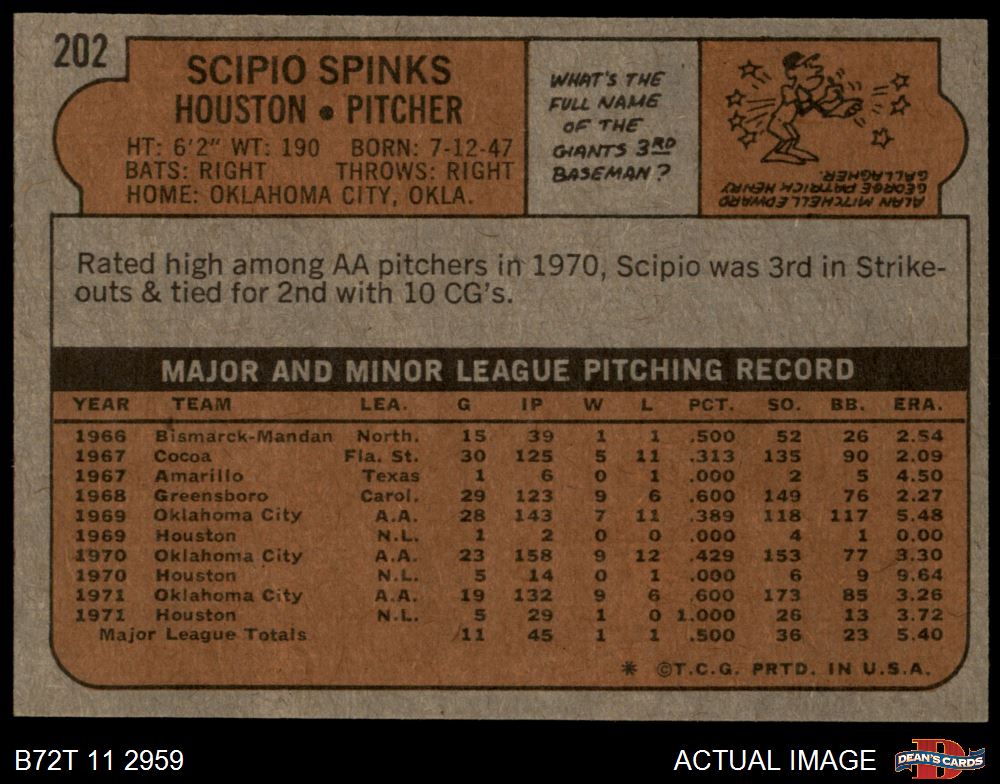 202
SCIPIO SPINKS
HOUSTON • PITCHER
HT: 6'2" WT: 190 BORN: 7-12-47
BATS: RIGHT THROWS: RIGHT
HOME: OKLAHOMA CITY, OKLA.
WHAT'S THE
FULL NAME
OF THE
GIANTS 3RD
BASEMAN?
ALAN MITCHELL EDWARD
GEORGE PATRICK HENRY
GALLAGHER.
Rated high among AA pitchers in 1970, Scipio was 3rd in Strike-
outs & tied for 2nd with 10 CG's.
MAJOR AND MINOR LEAGUE PITCHING RECORD
YEAR TEAM LEA. G IP W L PCT. SO. BB. ERA.
1966 Bismarck-Mandan North. 15 39 1 1 .500 52 26 2.54
1967 Cocoa Fla. St. 30 125 5 11 .313 135 90 2.09
1967 Amarillo Texas 1 6 0 1 .000 2 5 4.50
1968 Greensboro Carol. 29 123 9 6 .600 149 76 2.27
1969 Oklahoma City A.A. 28 143 7 11 .389 118 117 5.48
1969 Houston N.L. 1 2 0 0 .000 4 1 0.00
1970 Oklahoma City A.A. 23 158 9 12 .429 153 77 3.30
1970 Houston N.L. 5 14 0 1 .000 6 9 9.64
1971 Oklahoma City A.A. 19 132 9 6 .600 173 85 3.26
1971 Houston N.L. 5 29 1 0 1.000 26 13 3.72
Major League Totals 11 45 1 1 .500 36 23 5.40
* ©T.C.G. PRTD. IN U.S.A.
B72T 11 2959
ACTUAL IMAGE
D
DEAN'S CARDS